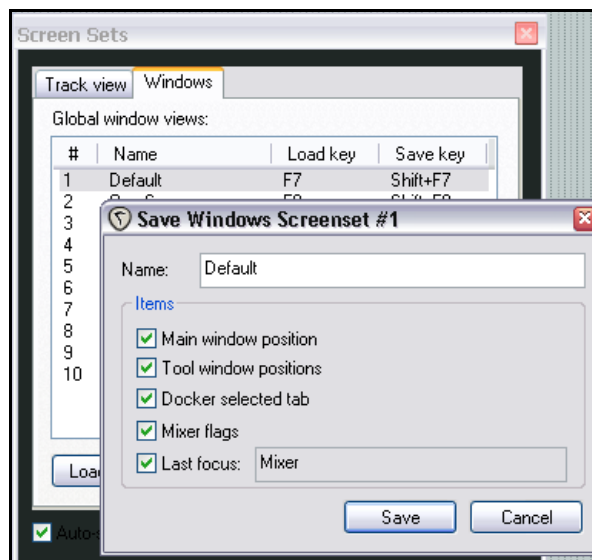 Screen Sets
Track view Windows
Global window views:
# Name Load key Save key
1 Default F7 Shift+F7
2
3
4
5
6
7
8
9
10
Save Windows Screenset #1
Name: Default
Items
Main window position
Tool window positions
Docker selected tab
Mixer flags
Last focus: Mixer
Save Cancel